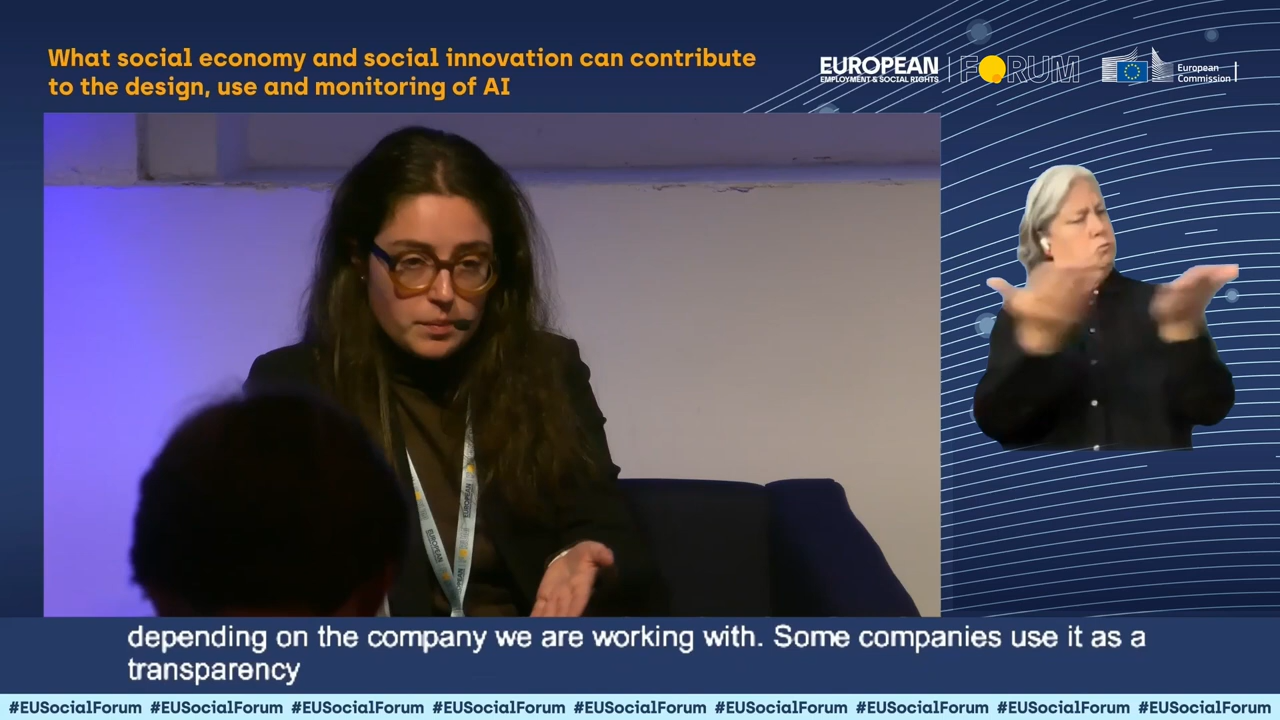 What social economy and social innovation can contribute
to the design, use and monitoring of AI
EUROPEAN
EMPLOYMENT & SOCIAL RIGHTS
FORUM
European
Commission
EUROPEAN
EUROPEAN
depending on the company we are working with. Some companies use it as a
transparency
#EUSocialForum #EUSocialForum #EUSocialForum #EUSocialForum #EUSocialForum #EUSocialForum #EUSocialForum #EUSocialForum #EUSocialForum